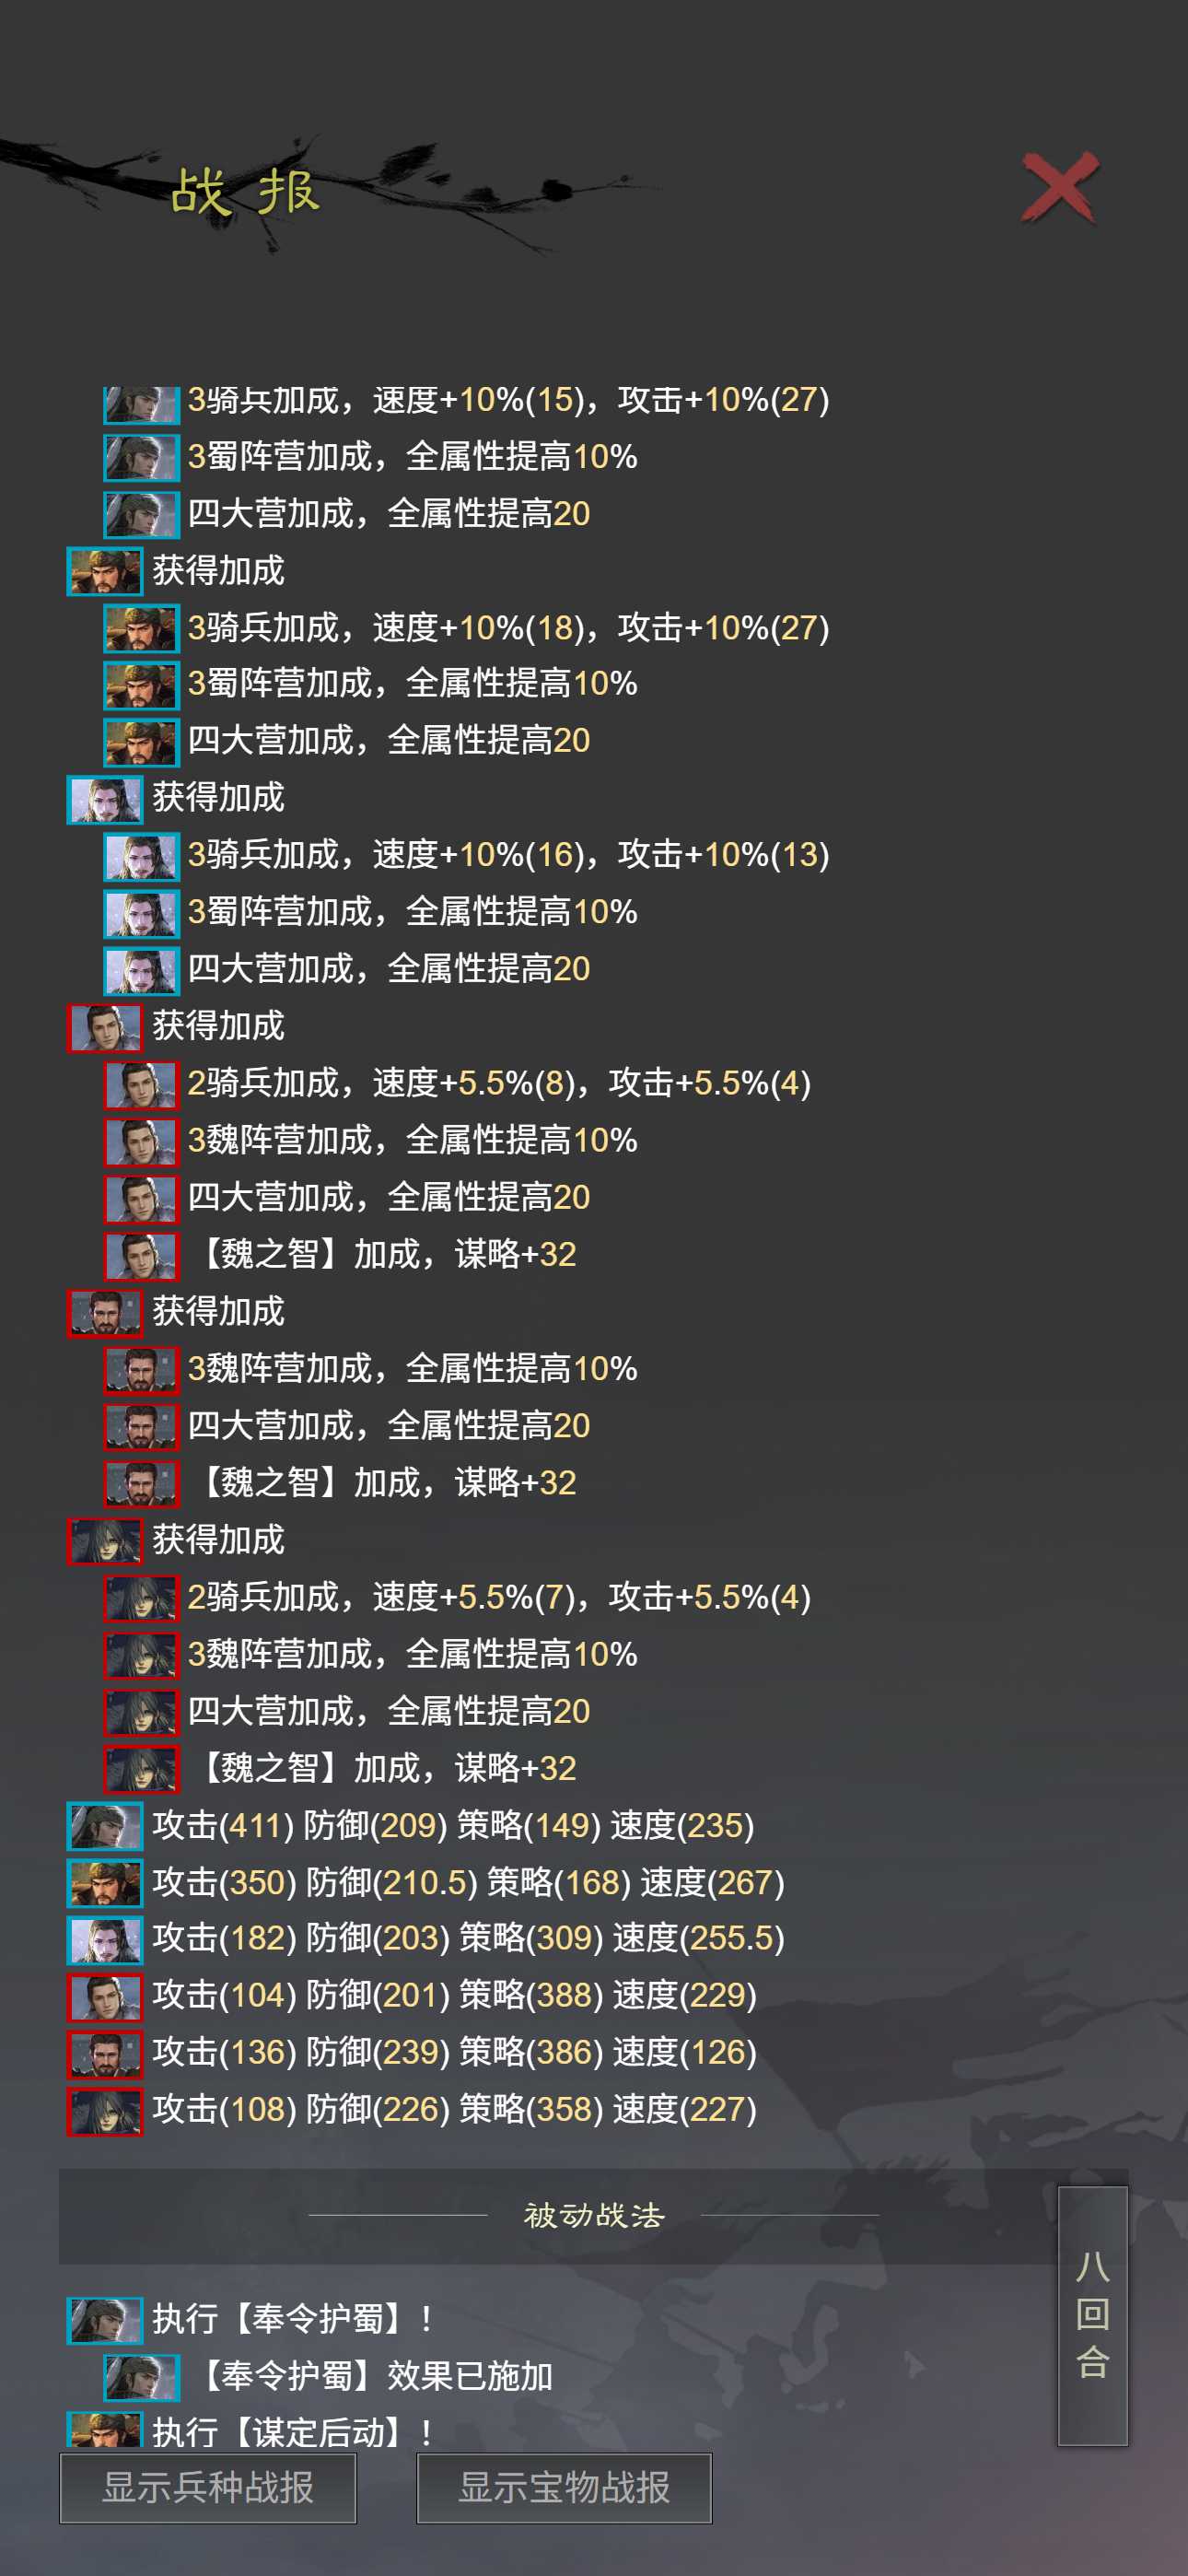 战报
3骑兵加成，速度+10%(15)，攻击+10%(27)
3蜀阵营加成，全属性提高10%
四大营加成，全属性提高20
获得加成
3骑兵加成，速度+10%(18)，攻击+10%(27)
3蜀阵营加成，全属性提高10%
四大营加成，全属性提高20
获得加成
3骑兵加成，速度+10%(16)，攻击+10%(13)
3蜀阵营加成，全属性提高10%
四大营加成，全属性提高20
获得加成
2骑兵加成，速度+5.5%(8)，攻击+5.5%(4)
3魏阵营加成，全属性提高10%
四大营加成，全属性提高20
【魏之智】加成，谋略+32
获得加成
3魏阵营加成，全属性提高10%
四大营加成，全属性提高20
【魏之智】加成，谋略+32
获得加成
2骑兵加成，速度+5.5%(7)，攻击+5.5%(4)
3魏阵营加成，全属性提高10%
四大营加成，全属性提高20
【魏之智】加成，谋略+32
攻击(411) 防御(209) 策略(149) 速度(235)
攻击(350) 防御(210.5) 策略(168) 速度(267)
攻击(182) 防御(203) 策略(309) 速度(255.5)
攻击(104) 防御(201) 策略(388) 速度(229)
攻击(136) 防御(239) 策略(386) 速度(126)
攻击(108) 防御(226) 策略(358) 速度(227)
被动战法
执行【奉令护蜀】！
【奉令护蜀】效果已施加
执行【谋定后动】！
八回合
显示兵种战报
显示宝物战报